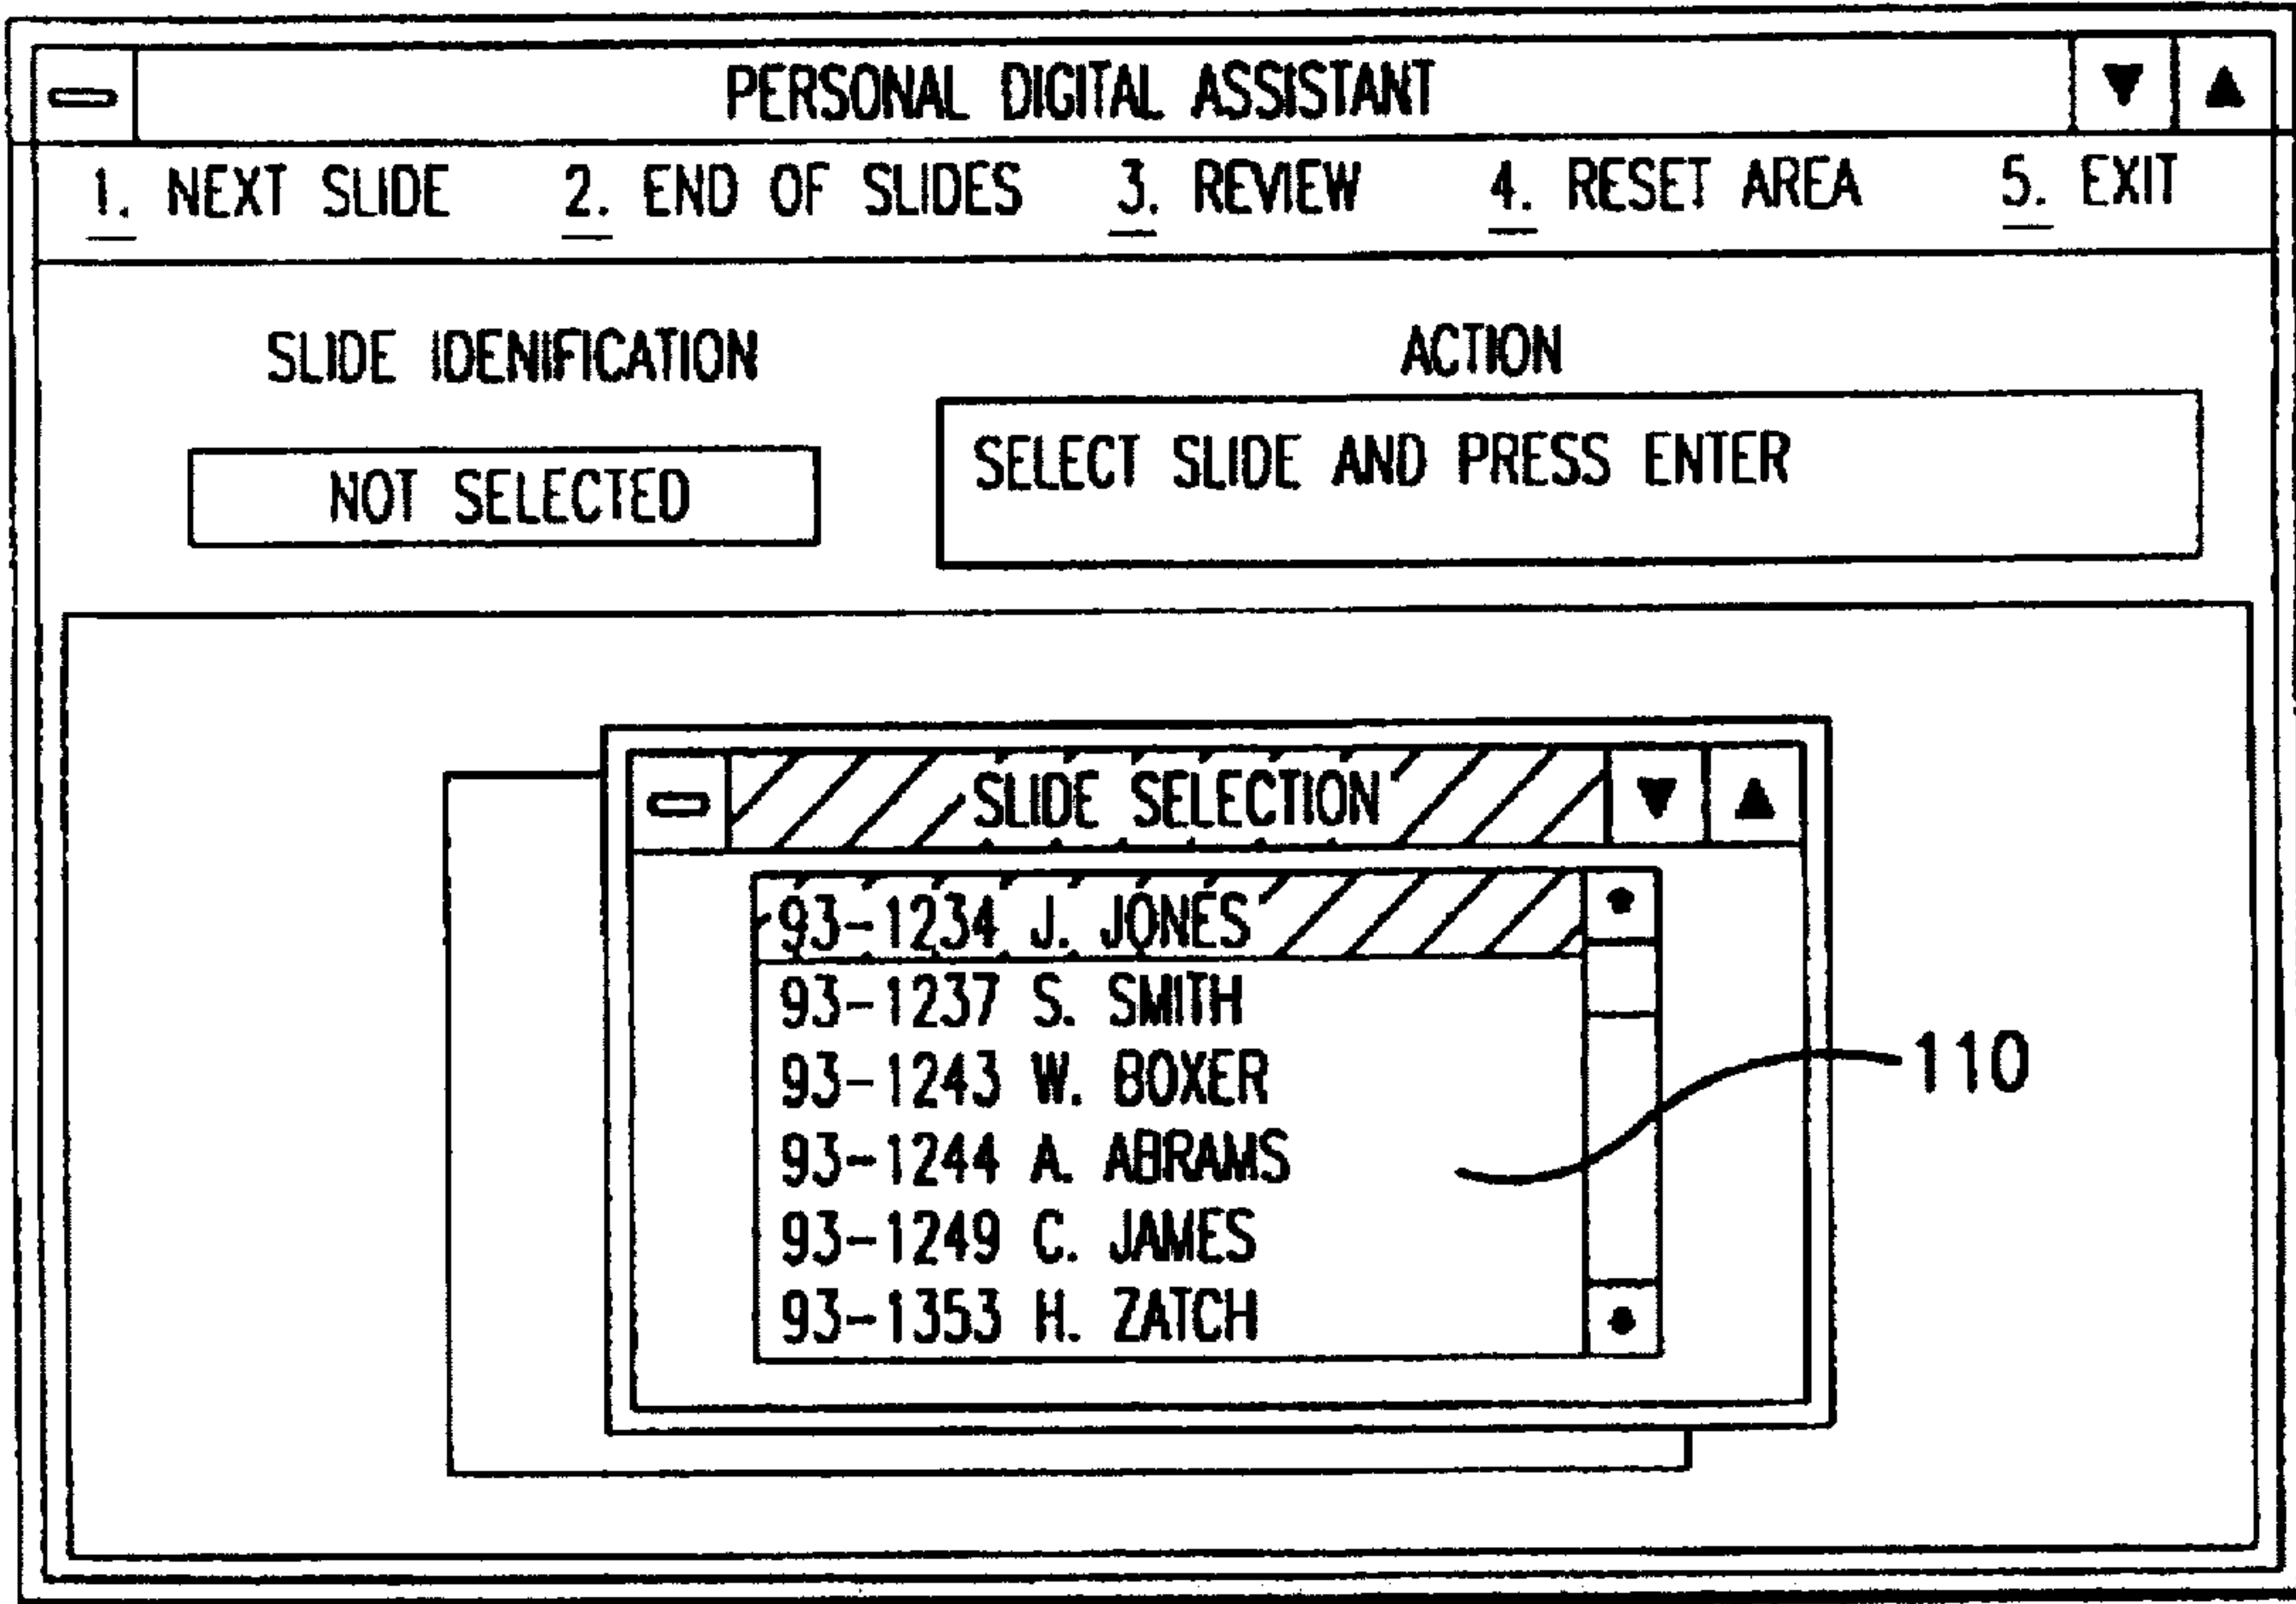 PERSONAL DIGITAL ASSISTANT
1. NEXT SLIDE 2. END OF SLIDES 3. REVIEW 4. RESET AREA 5. EXIT
SLIDE IDENIFICATION
ACTION
NOT SELECTED
SELECT SLIDE AND PRESS ENTER
SLIDE SELECTION
93-1234 J. JONES
93-1237 S. SMITH
93-1243 W. BOXER
93-1244 A. ABRAMS
93-1249 C. JAMES
93-1353 H. ZATCH
110